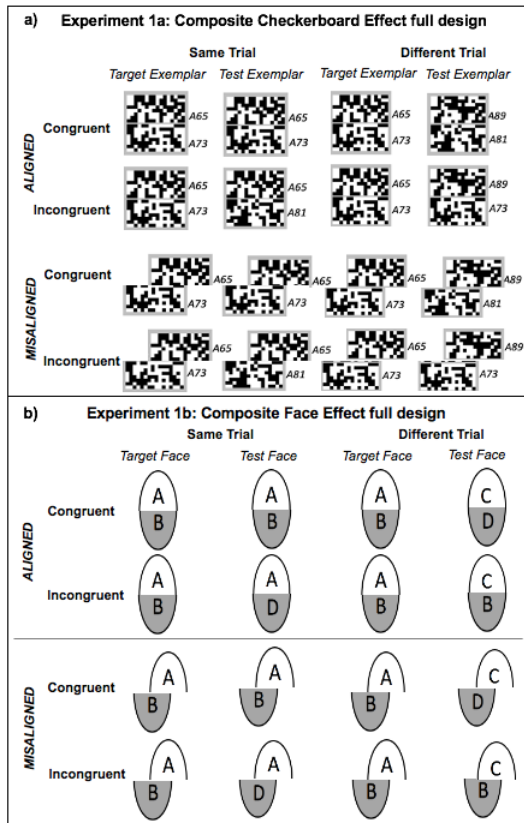 a) Experiment 1a: Composite Checkerboard Effect full design
Same Trial Different Trial
Target Exemplar Test Exemplar Target Exemplar Test Exemplar
ALIGNED
Congruent
A65 A65 A65 A89
A73 A73 A73 A81
Incongruent
A65 A65 A65 A89
A73 A81 A73 A73
MISALIGNED
Congruent
A65 A65 A65 A89
A73 A73 A73 A81
Incongruent
A65 A65 A65 A89
A73 A81 A73 A73
b) Experiment 1b: Composite Face Effect full design
Same Trial Different Trial
Target Face Test Face Target Face Test Face
ALIGNED
Congruent
A A A C
B B B D
Incongruent
A A A C
B D B B
MISALIGNED
Congruent
A A A C
B B B D
Incongruent
A A A C
B D B B